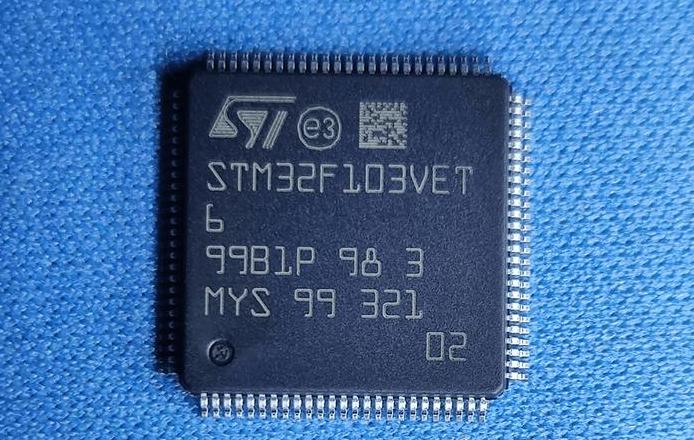 ST e3
STM32F103VET
6
99B1P 98 3
MYS 99 321
02